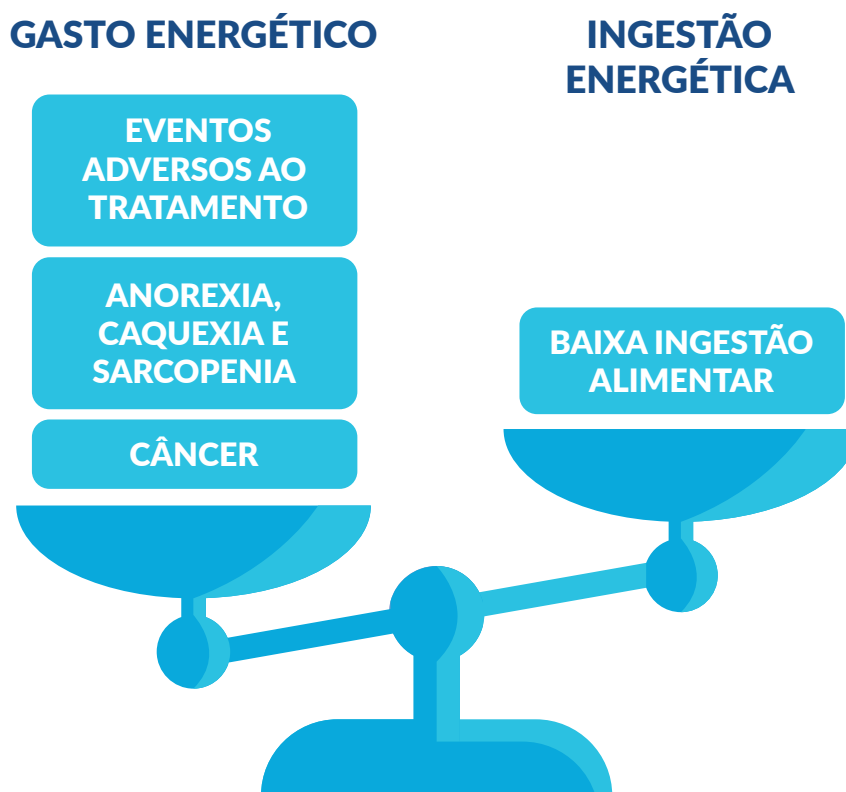 GASTO ENERGÉTICO
EVENTOS
ADVERSOS AO
TRATAMENTO
ANOREXIA,
CAQUEXIA E
SARCOPENIA
CÂNCER
INGESTÃO
ENERGÉTICA
BAIXA INGESTÃO
ALIMENTAR